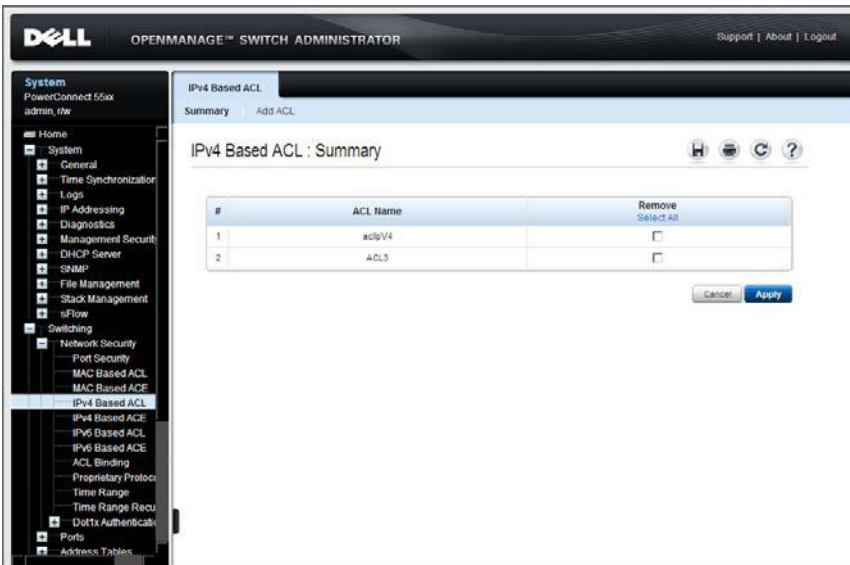 DELL OPENMANAGE™ SWITCH ADMINISTRATOR Support | About | Logout
System
PowerConnect 55xx
admin, r/w
Home
System
General
Time Synchronization
Logs
IP Addressing
Diagnostics
Management Securit
DHCP Server
SNMP
File Management
Stack Management
sFlow
Switching
Network Security
Port Security
MAC Based ACL
MAC Based ACE
IPv4 Based ACL
IPv4 Based ACE
IPv6 Based ACL
IPv6 Based ACE
ACL Binding
Proprietary Protoco
Time Range
Time Range Recu
Dot1x Authenticati
Ports
Address Tables
IPv4 Based ACL
Summary Add ACL
IPv4 Based ACL : Summary
# ACL Name Remove
Select All
1 aclpV4
2 ACL3
Cancel Apply